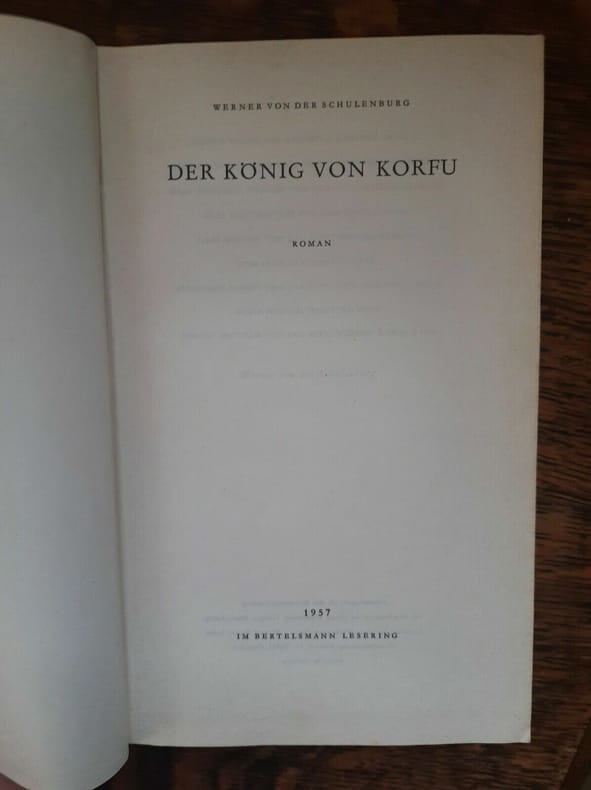 WERNER VON DER SCHULENBURG
DER KÖNIG VON KORFU
ROMAN
1957
IM BERTELSMANN LESERING